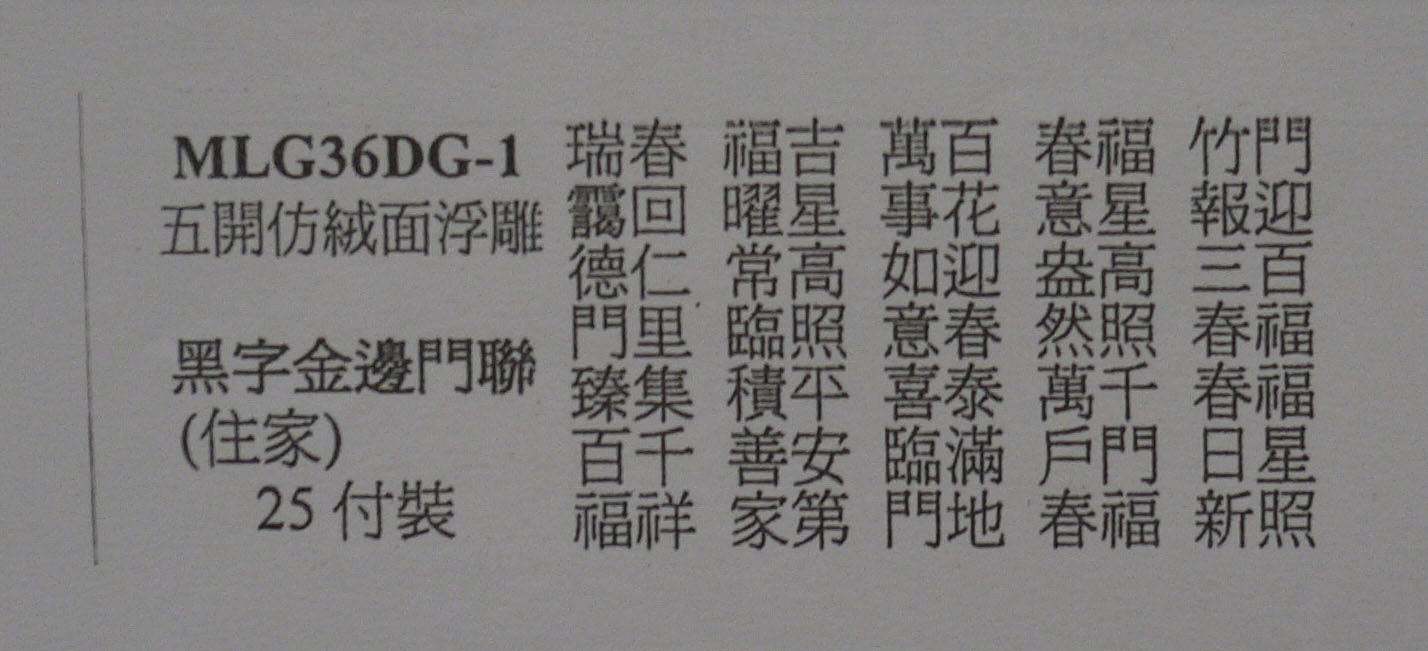 MLG36DG-1
五開仿絨面浮雕
黑字金邊門聯
(住家)
25付裝
門迎百福福星照
竹報三春春日新
福星高照千門福
春意盎然萬戶春
百花迎春泰滿地
萬事如意喜臨門
吉星高照平安第
福曜常臨積善家
春回仁里集千祥
瑞靄德門臻百福